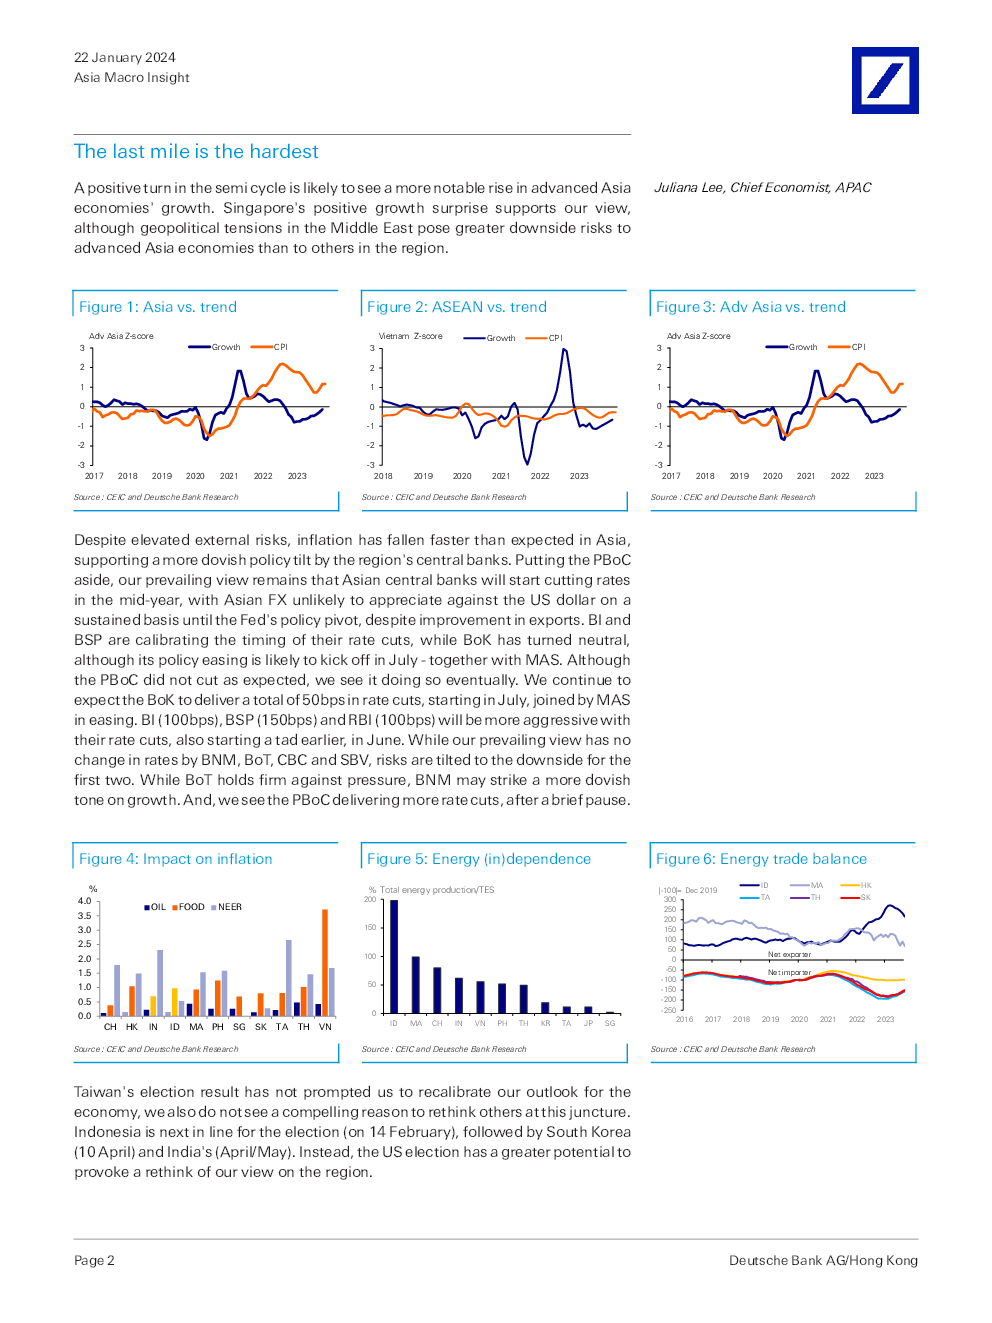 22 January 2024
Asia Macro Insight
The last mile is the hardest
A positive turn in the semi cycle is likely to see a more notable rise in advanced Asia
economies' growth. Singapore's positive growth surprise supports our view,
although geopolitical tensions in the Middle East pose greater downside risks to
advanced Asia economies than to others in the region.
Juliana Lee, Chief Economist, APAC
Figure 1: Asia vs. trend
Adv Asia Z-score
Growth CPI
3
2
1
0
-1
-2
-3
2017 2018 2019 2020 2021 2022 2023
Source : CEIC and Deutsche Bank Research
Figure 2: ASEAN vs. trend
Vietnam Z-score
Growth CPI
3
2
1
0
-1
-2
-3
2018 2019 2020 2021 2022 2023
Source : CEIC and Deutsche Bank Research
Figure 3: Adv Asia vs. trend
Adv Asia Z-score
Growth CPI
3
2
1
0
-1
-2
-3
2017 2018 2019 2020 2021 2022 2023
Source : CEIC and Deutsche Bank Research
Despite elevated external risks, inflation has fallen faster than expected in Asia,
supporting a more dovish policy tilt by the region's central banks. Putting the PBoC
aside, our prevailing view remains that Asian central banks will start cutting rates
in the mid-year, with Asian FX unlikely to appreciate against the US dollar on a
sustained basis until the Fed's policy pivot, despite improvement in exports. BI and
BSP are calibrating the timing of their rate cuts, while BoK has turned neutral,
although its policy easing is likely to kick off in July - together with MAS. Although
the PBoC did not cut as expected, we see it doing so eventually. We continue to
expect the BoK to deliver a total of 50bps in rate cuts, starting in July, joined by MAS
in easing. BI (100bps), BSP (150bps) and RBI (100bps) will be more aggressive with
their rate cuts, also starting a tad earlier, in June. While our prevailing view has no
change in rates by BNM, BoT, CBC and SBV, risks are tilted to the downside for the
first two. While BoT holds firm against pressure, BNM may strike a more dovish
tone on growth. And, we see the PBoC delivering more rate cuts, after a brief pause.
Figure 4: Impact on inflation
%
OIL FOOD NEER
4.0
3.5
3.0
2.5
2.0
1.5
1.0
0.5
0.0
CH HK IN ID MA PH SG SK TA TH VN
Source : CEIC and Deutsche Bank Research
Figure 5: Energy (in)dependence
% Total energy production/TES
200
150
100
50
0
ID MA CH IN VN PH TH KR TA JP SG
Source : CEIC and Deutsche Bank Research
Figure 6: Energy trade balance
|-100|= Dec 2019
ID MA HK
TA TH SK
300
250
200
150
100
50
0
-50
-100
-150
-200
-250
Net exporter
Net importer
2016 2017 2018 2019 2020 2021 2022 2023
Source : CEIC and Deutsche Bank Research
Taiwan's election result has not prompted us to recalibrate our outlook for the
economy, we also do not see a compelling reason to rethink others at this juncture.
Indonesia is next in line for the election (on 14 February), followed by South Korea
(10 April) and India's (April/May). Instead, the US election has a greater potential to
provoke a rethink of our view on the region.
Page 2
Deutsche Bank AG/Hong Kong